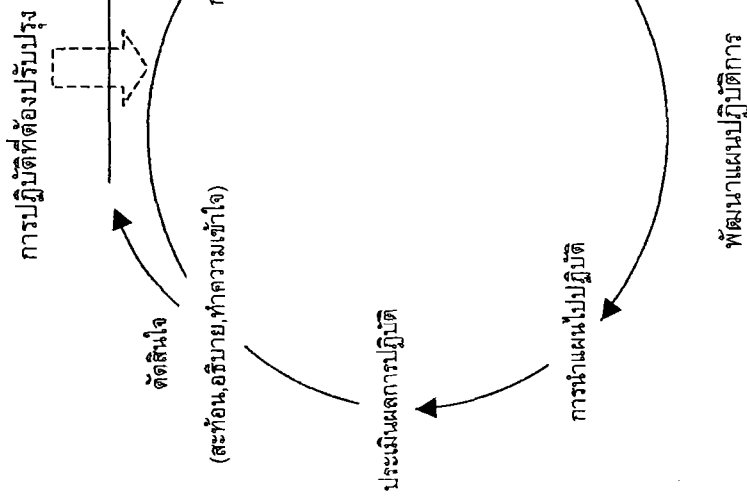 การปฏิบัติที่ต้องปรับปรุง
ตัดสินใจ
(สะท้อน,อธิบาย,ทำความเข้าใจ)
ประเมินผลการปฏิบัติ
การนำแผนไปปฏิบัติ
พัฒนาแผนปฏิบัติการ